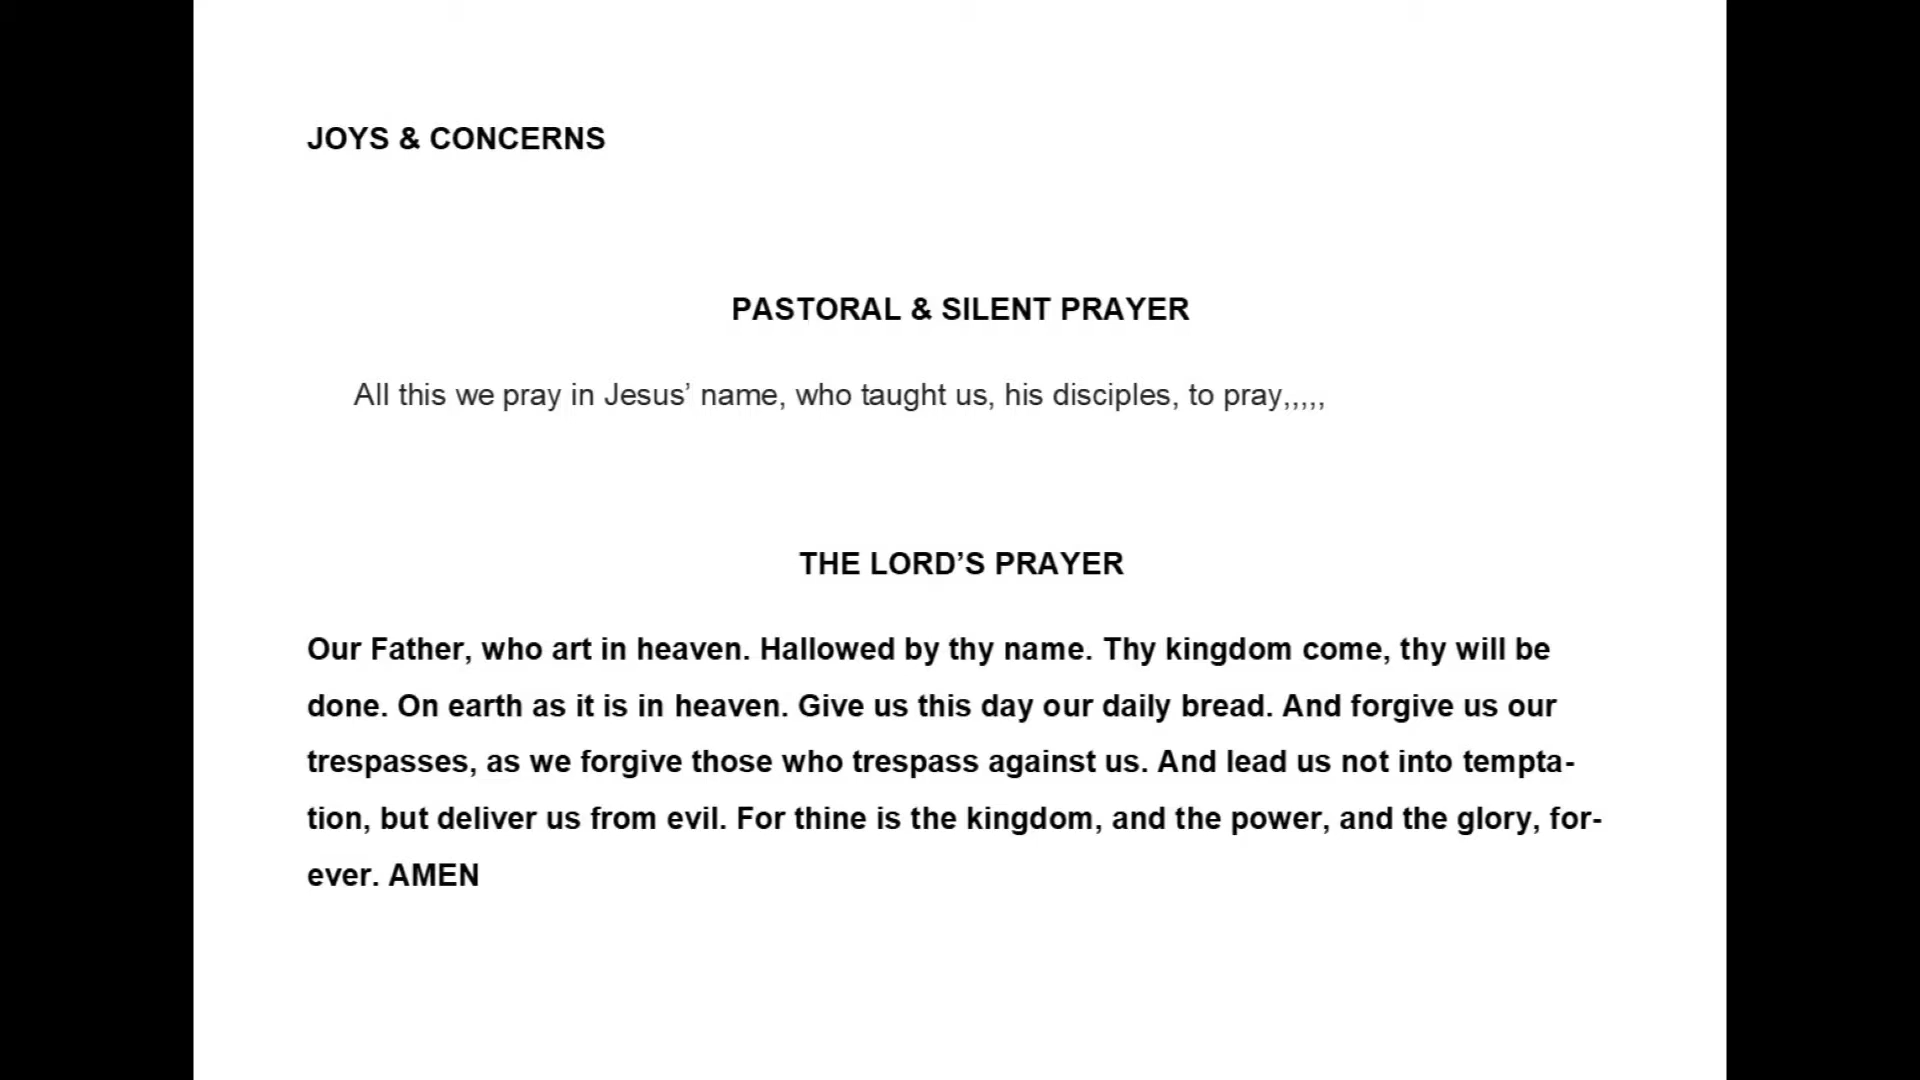 JOYS & CONCERNS
PASTORAL & SILENT PRAYER
All this we pray in Jesus’ name, who taught us, his disciples, to pray,,,,,
THE LORD’S PRAYER
Our Father, who art in heaven. Hallowed by thy name. Thy kingdom come, thy will be
done. On earth as it is in heaven. Give us this day our daily bread. And forgive us our
trespasses, as we forgive those who trespass against us. And lead us not into tempta-
tion, but deliver us from evil. For thine is the kingdom, and the power, and the glory, for-
ever. AMEN